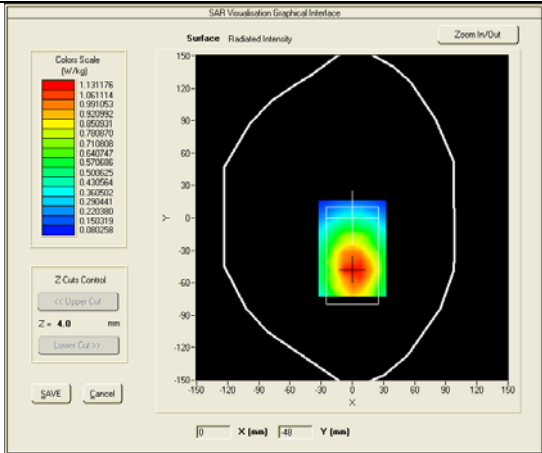 SAR Visualisation Graphical Interface
Surface Radiated Intensity
Zoom In/Out
Colors Scale
(W/kg)
1.131176
1.061114
0.991053
0.920992
0.850931
0.780870
0.710808
0.640747
0.570686
0.500625
0.430564
0.360502
0.290441
0.220380
0.150319
0.080258
Z-Cuts Control
<< Upper Cut
Z = 4.0 mm
Lower Cut >>
SAVE Cancel
150
120
90
60
30
0
-30
-60
-90
-120
-150
Y
-150 -120 -90 -60 -30 0 30 60 90 120 150
X
0 X (mm) -48 Y (mm)